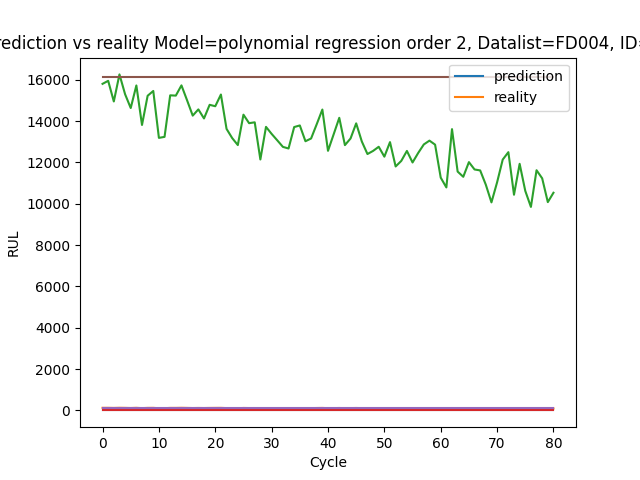 rediction vs reality Model=polynomial regression order 2, Datalist=FD004, ID=
16000
14000
12000
10000
8000
6000
4000
2000
0
RUL
prediction
reality
0 10 20 30 40 50 60 70 80
Cycle